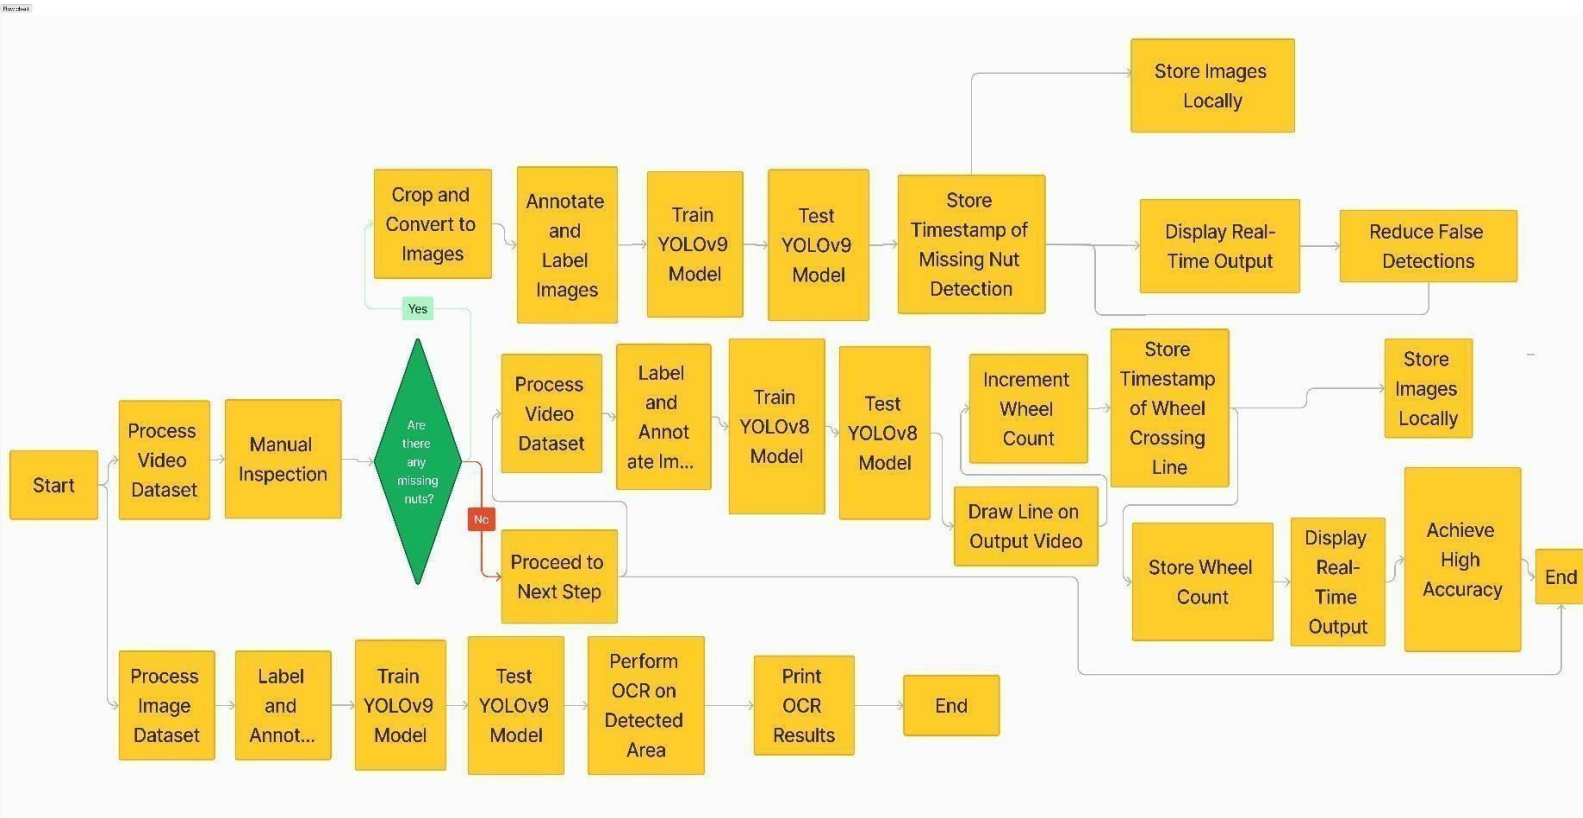 Flow chart
Store Images
Locally
Crop and
Convert to
Images
Annotate
and
Label
Images
Train
YOLOv9
Model
Test
YOLOv9
Model
Store
Timestamp of
Missing Nut
Detection
Display Real-
Time Output
Reduce False
Detections
Yes
Are
there
any
missing
nuts?
No
Start
Process
Video
Dataset
Manual
Inspection
Process
Video
Dataset
Label
and
Annot
ate Im...
Train
YOLOv8
Model
Test
YOLOv8
Model
Increment
Wheel
Count
Store
Timestamp
of Wheel
Crossing
Line
Store
Images
Locally
Draw Line on
Output Video
Proceed to
Next Step
Store Wheel
Count
Display
Real-
Time
Output
Achieve
High
Accuracy
End
Process
Image
Dataset
Label
and
Annot...
Train
YOLOv9
Model
Test
YOLOv9
Model
Perform
OCR on
Detected
Area
Print
OCR
Results
End